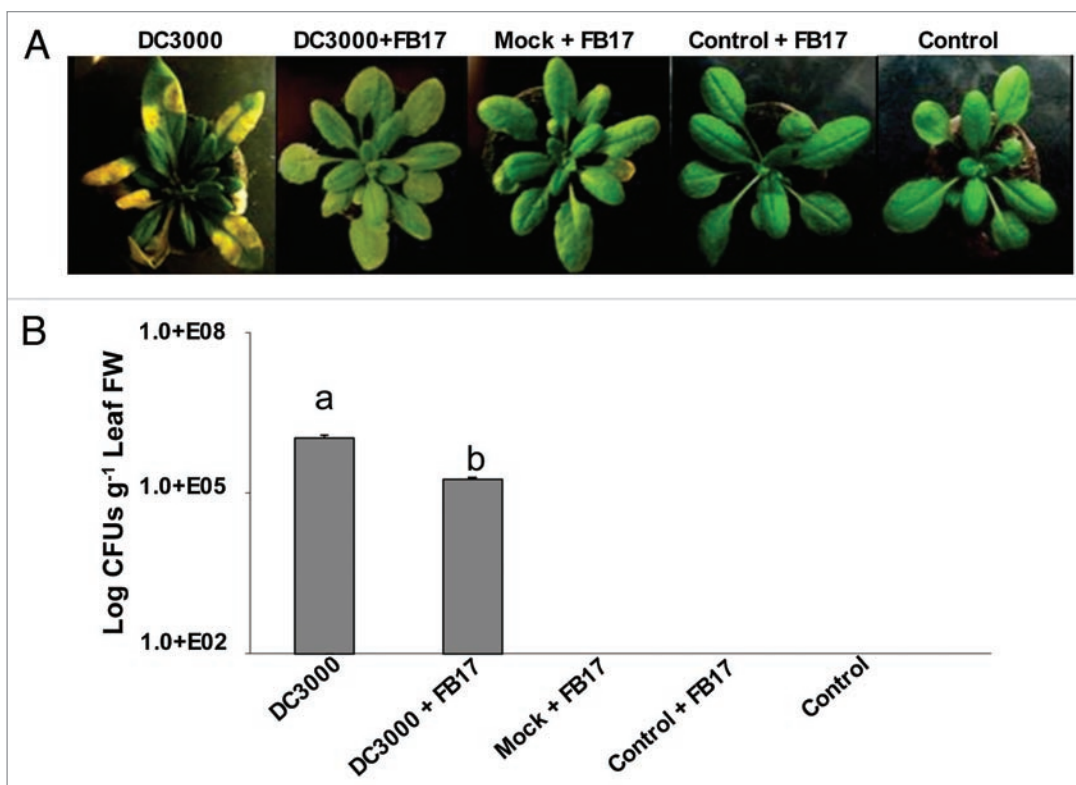 A
DC3000 DC3000+FB17 Mock + FB17 Control + FB17 Control
B
Log CFUs g⁻¹ Leaf FW
1.0+E08
1.0+E05
1.0+E02
a
b
DC3000
DC3000 + FB17
Mock + FB17
Control + FB17
Control